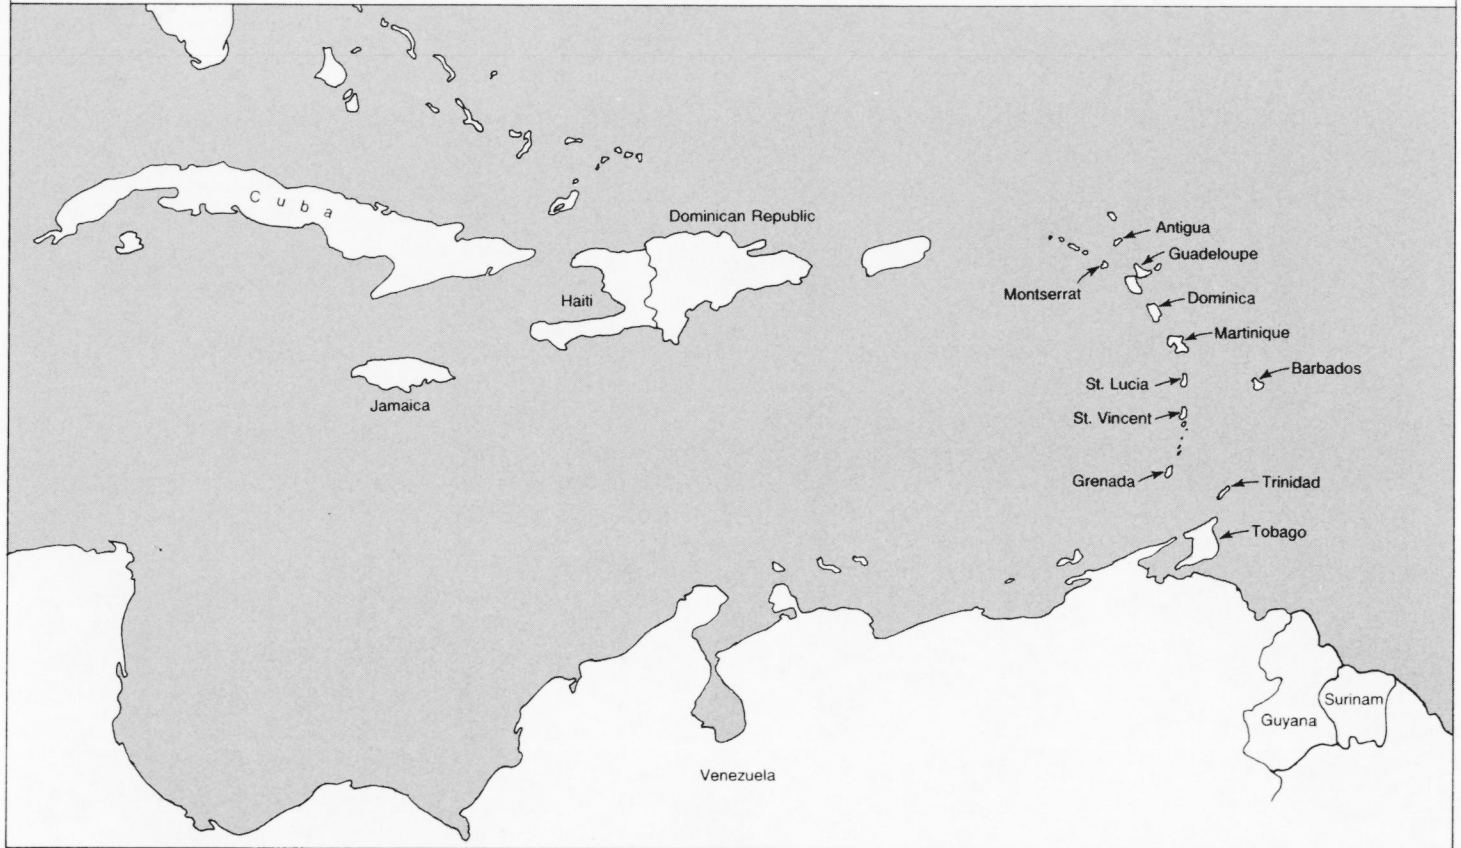 Cuba
Dominican Republic
Haiti
Jamaica
Antigua
Guadeloupe
Montserrat
Dominica
Martinique
Barbados
St. Lucia
St. Vincent
Grenada
Trinidad
Tobago
Surinam
Guyana
Venezuela